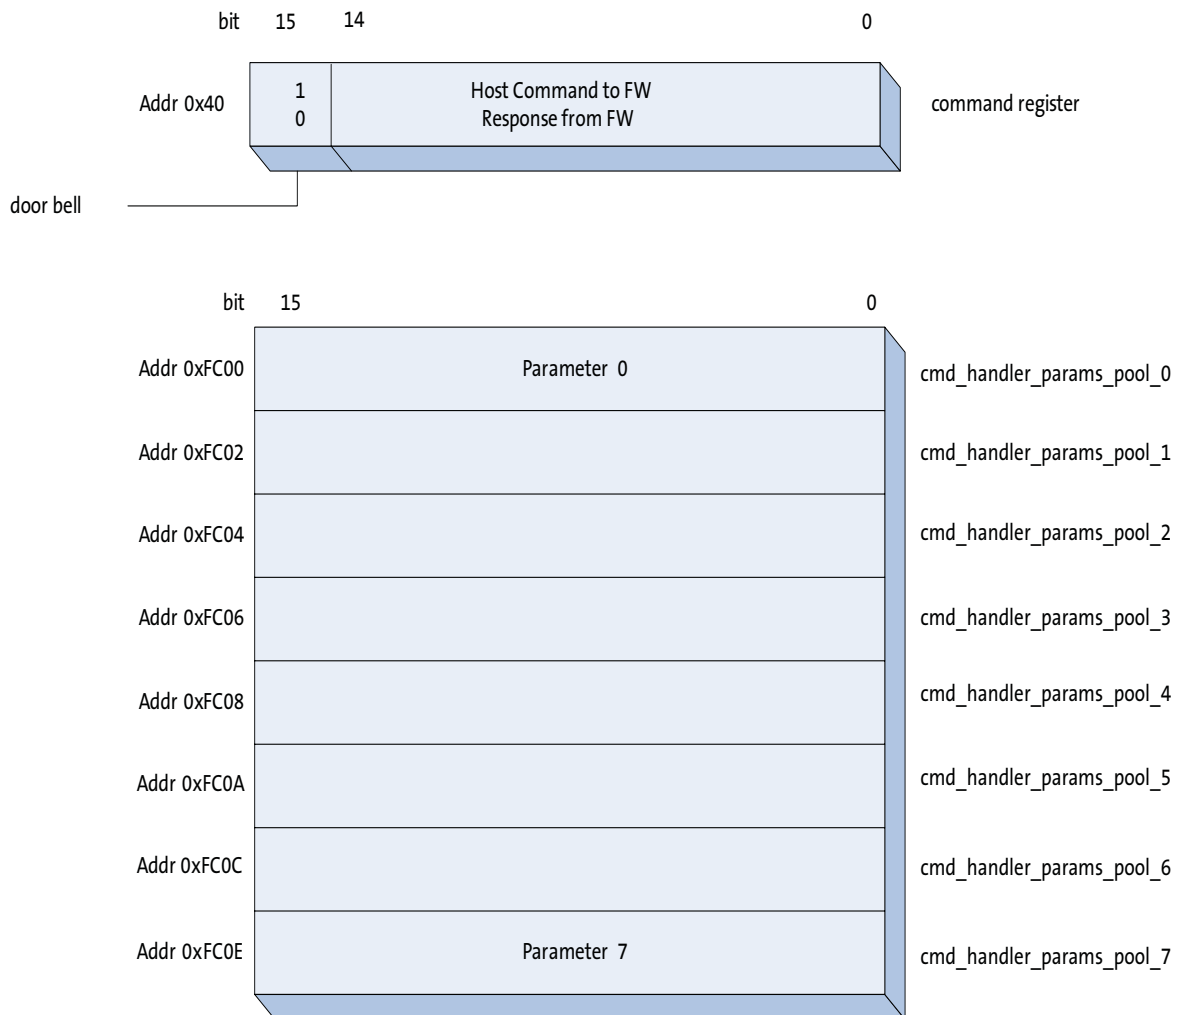 bit 15 14 0
Addr 0x40 1 Host Command to FW command register
0 Response from FW
door bell
bit 15 0
Addr 0xFC00 Parameter 0 cmd_handler_params_pool_0
Addr 0xFC02 cmd_handler_params_pool_1
Addr 0xFC04 cmd_handler_params_pool_2
Addr 0xFC06 cmd_handler_params_pool_3
Addr 0xFC08 cmd_handler_params_pool_4
Addr 0xFC0A cmd_handler_params_pool_5
Addr 0xFC0C cmd_handler_params_pool_6
Addr 0xFC0E Parameter 7 cmd_handler_params_pool_7